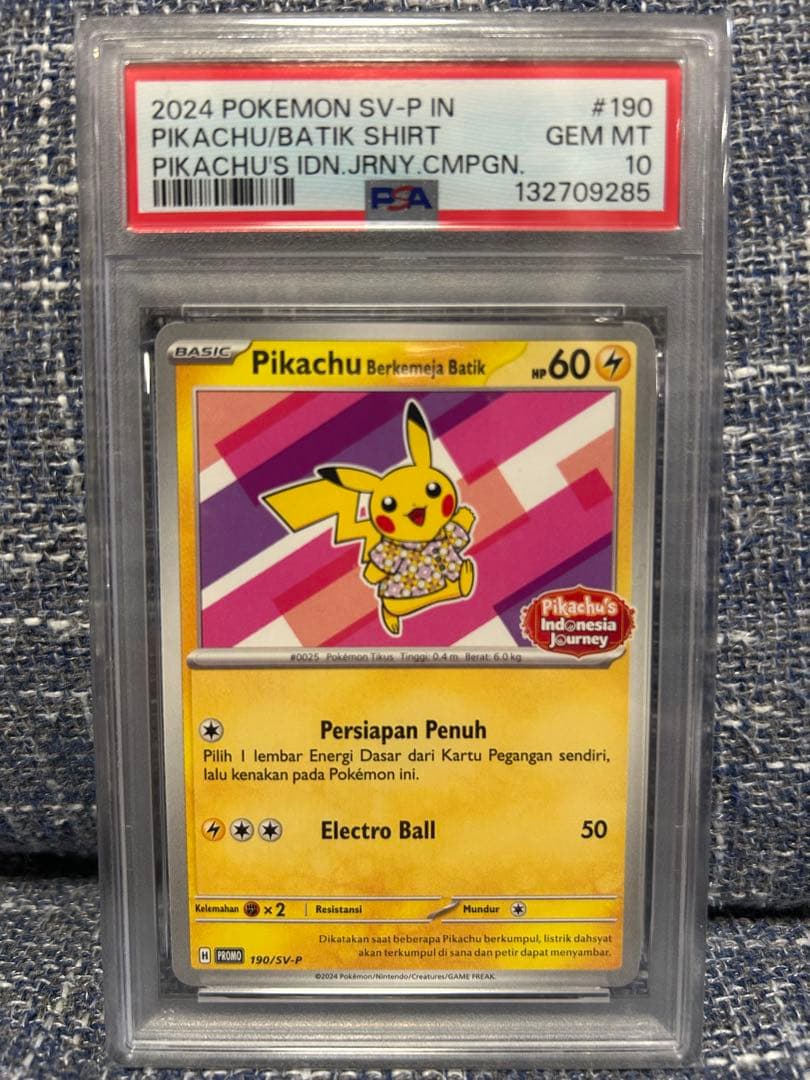 2024 POKEMON SV-P IN #190
PIKACHU/BATIK SHIRT GEM MT
PIKACHU'S IDN.JRNY.CMPGN. 10
PSA 132709285
BASIC Pikachu Berkemeja Batik HP 60
Pikachu's
Indonesia
Journey
#0025 Pokémon Tikus Tinggi: 0.4 m Berat: 6.0 kg
Persiapan Penuh
Pilih 1 lembar Energi Dasar dari Kartu Pegangan sendiri,
lalu kenakan pada Pokémon ini.
Electro Ball 50
Kelemahan ×2 Resistansi Mundur
Dikatakan saat beberapa Pikachu berkumpul, listrik dahsyat
akan terkumpul di sana dan petir dapat menyambar.
H PROMO 190/SV-P
©2024 Pokémon/Nintendo/Creatures/GAME FREAK.